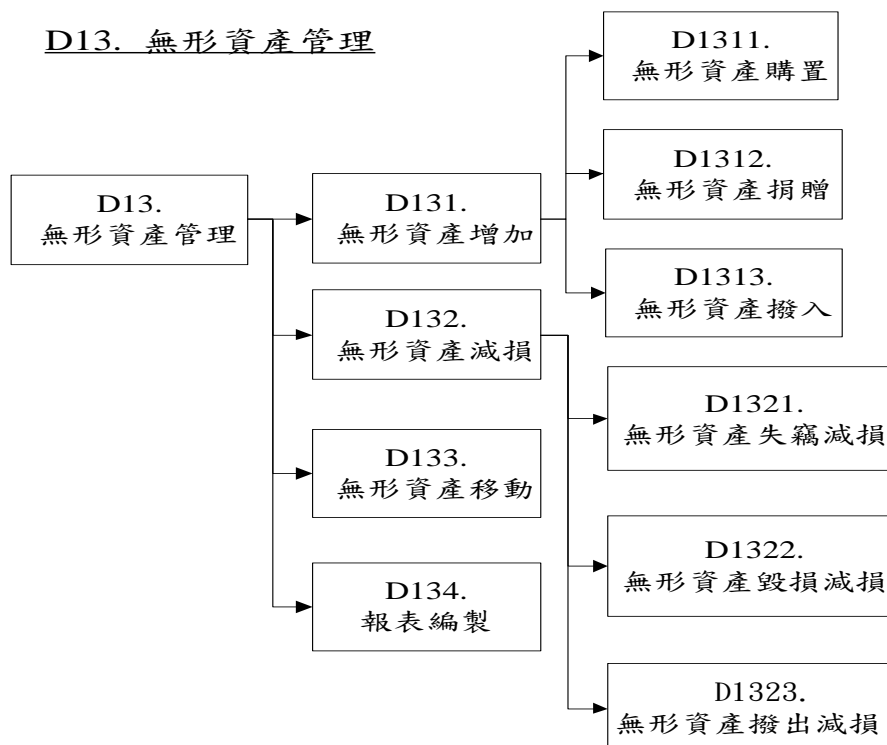 D13. 無形資產管理
D13.
無形資產管理
D131.
無形資產增加
D132.
無形資產減損
D133.
無形資產移動
D134.
報表編製
D1311.
無形資產購置
D1312.
無形資產捐贈
D1313.
無形資產撥入
D1321.
無形資產失竊減損
D1322.
無形資產毀損減損
D1323.
無形資產撥出減損